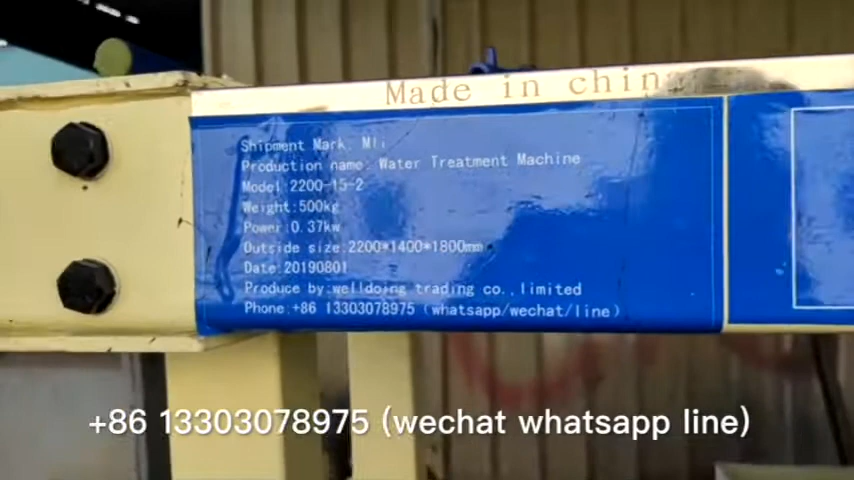 Made in china
Shipment Mark: Mli
Production name: Water Treatment Machine
Model:2200-15-2
Weight:500kg
Power:0.37kw
Outside size:2200*1400*1800mm
Date:20190801
Produce by:welldoing trading co.,limited
Phone:+86 13303078975 (whatsapp/wechat/line)
+86 13303078975 (wechat whatsapp line)